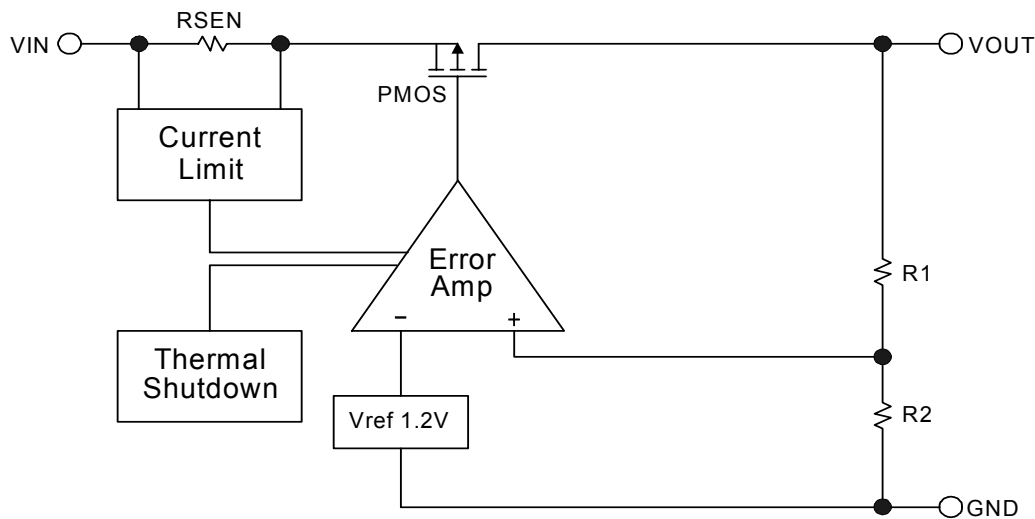 RSEN
VIN
VOUT
PMOS
Current
Limit
Error
Amp
R1
- +
Thermal
Shutdown
Vref 1.2V
R2
GND